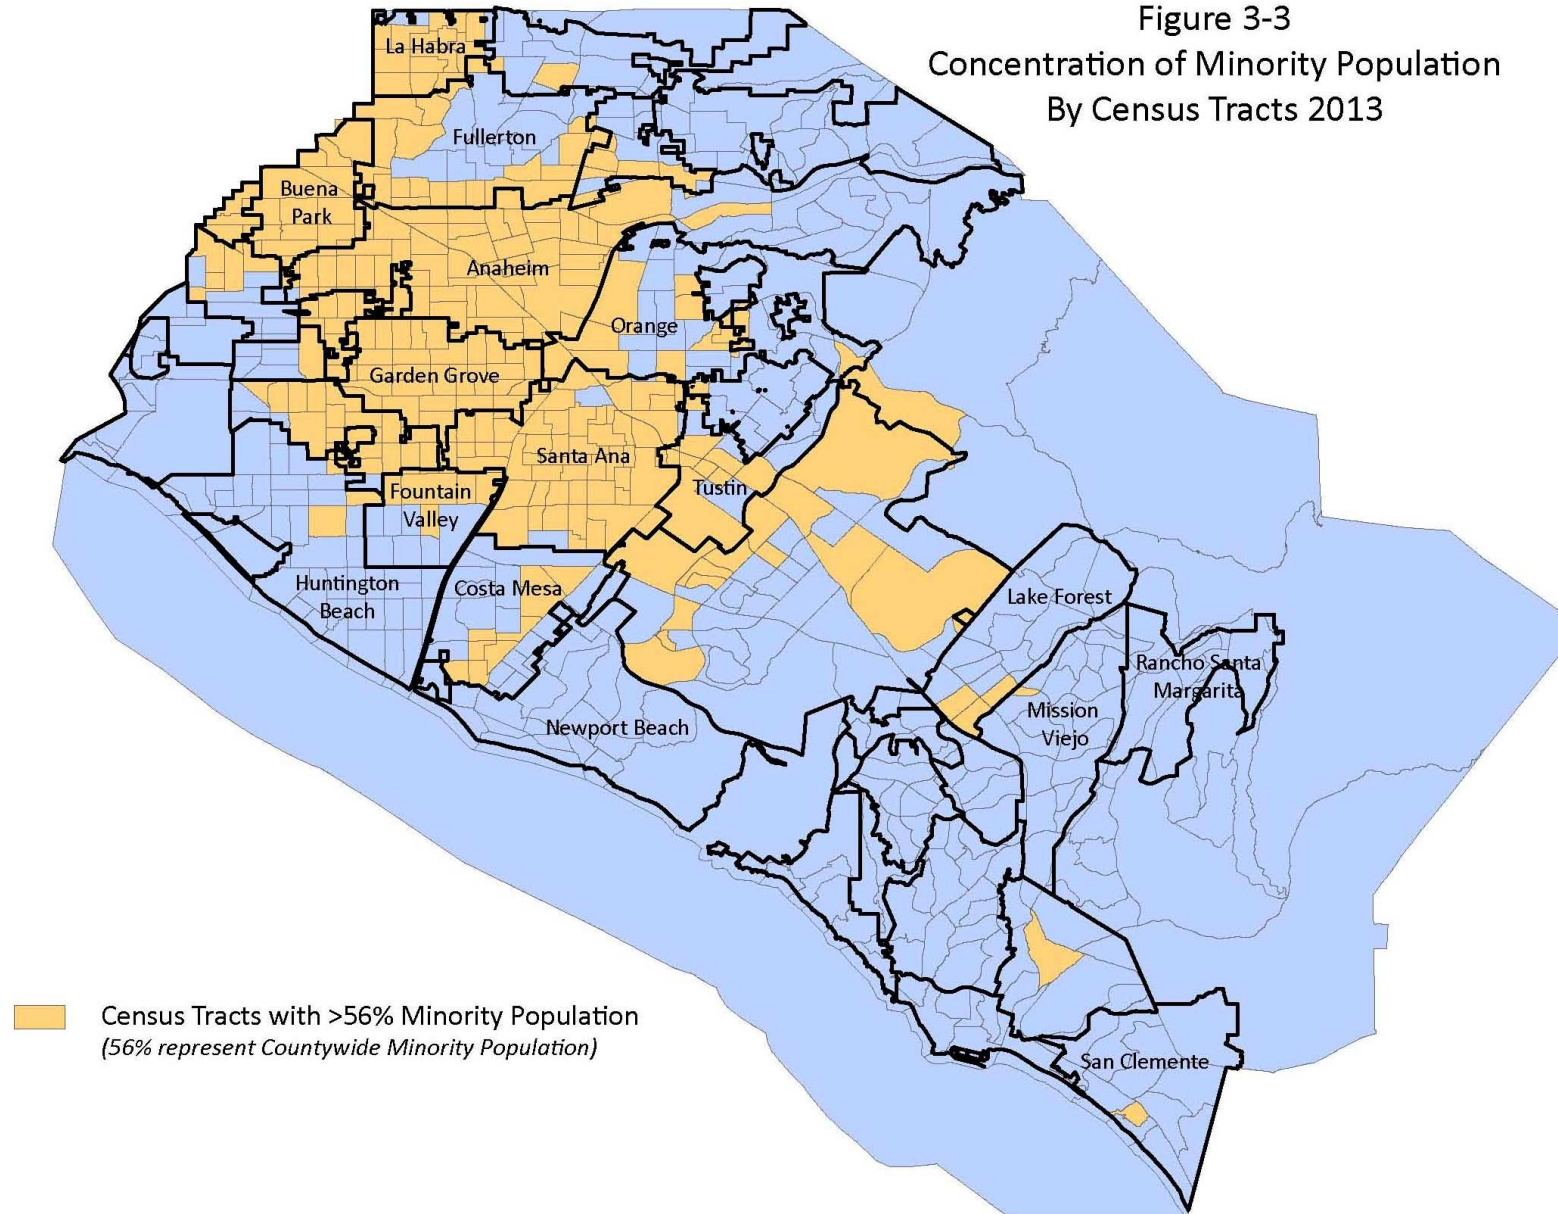 Figure 3-3
Concentration of Minority Population
By Census Tracts 2013
La Habra
Fullerton
Buena
Park
Anaheim
Orange
Garden Grove
Santa Ana
Tustin
Fountain
Valley
Huntington
Beach
Costa Mesa
Lake Forest
Rancho Santa
Margarita
Mission
Viejo
Newport Beach
Census Tracts with >56% Minority Population
(56% represent Countywide Minority Population)
San Clemente